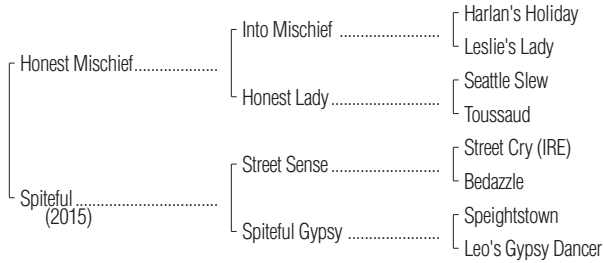 Harlan's Holiday
Into Mischief ....................
Leslie's Lady
Honest Mischief.................
Seattle Slew
Honest Lady......................
Toussaud
Street Cry (IRE)
Street Sense ......................
Bedazzle
Spiteful.............................
(2015)
Speightstown
Spiteful Gypsy ..................
Leo's Gypsy Dancer